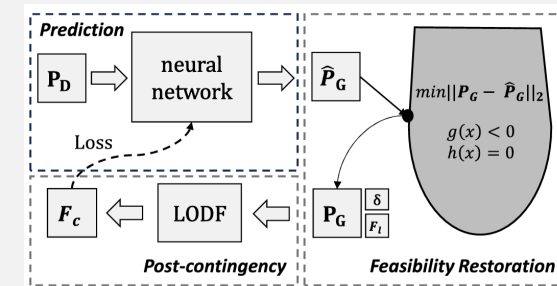 Prediction
P_D
neural
network
P̂_G
min||P_G − P̂_G||₂
g(x) < 0
h(x) = 0
Loss
F_c
LODF
P_G
δ
F_l
Post-contingency
Feasibility Restoration